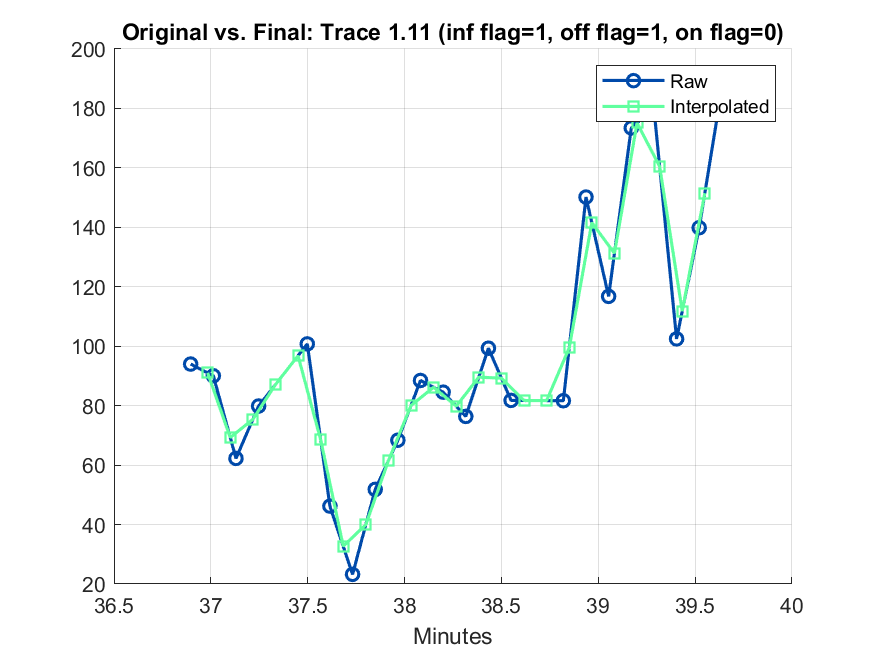 Original vs. Final: Trace 1.11 (inf flag=1, off flag=1, on flag=0)
200
180
160
140
120
100
80
60
40
20
Raw
Interpolated
36.5 37 37.5 38 38.5 39 39.5 40
Minutes